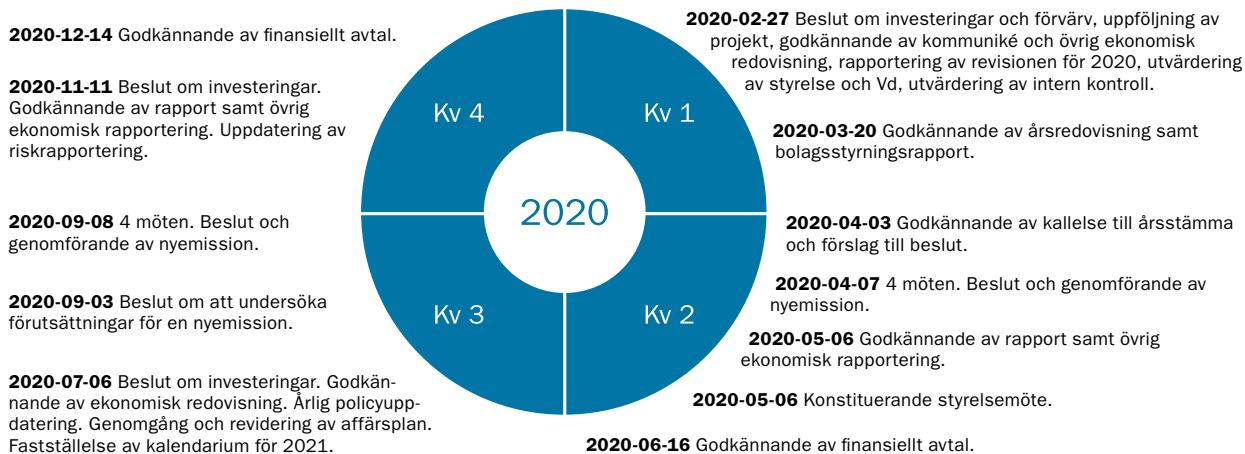 2020-02-27 Beslut om investeringar och förvärv, uppföljning av
projekt, godkännande av kommuniké och övrig ekonomisk
redovisning, rapportering av revisionen för 2020, utvärdering
av styrelse och Vd, utvärdering av intern kontroll.
2020-03-20 Godkännande av årsredovisning samt
bolagsstyrningsrapport.
2020-04-03 Godkännande av kallelse till årsstämma
och förslag till beslut.
2020-04-07 4 möten. Beslut och genomförande av
nyemission.
2020-05-06 Godkännande av rapport samt övrig
ekonomisk rapportering.
2020-05-06 Konstituerande styrelsemöte.
2020-06-16 Godkännande av finansiellt avtal.
2020-12-14 Godkännande av finansiellt avtal.
2020-11-11 Beslut om investeringar.
Godkännande av rapport samt övrig
ekonomisk rapportering. Uppdatering av
riskrapportering.
2020-09-08 4 möten. Beslut och
genomförande av nyemission.
2020-09-03 Beslut om att undersöka
förutsättningar för en nyemission.
2020-07-06 Beslut om investeringar. Godkän-
nande av ekonomisk redovisning. Årlig policyupp-
datering. Genomgång och revidering av affärsplan.
Fastställelse av kalendarium för 2021.
Kv 4
Kv 1
2020
Kv 3
Kv 2